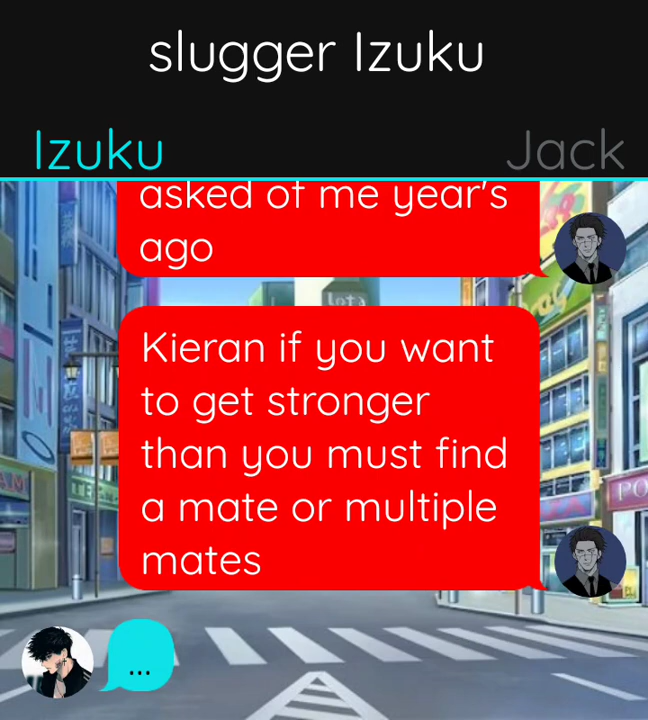 slugger Izuku
Izuku
Jack
asked of me year's
ago
Kieran if you want
to get stronger
than you must find
a mate or multiple
mates
...